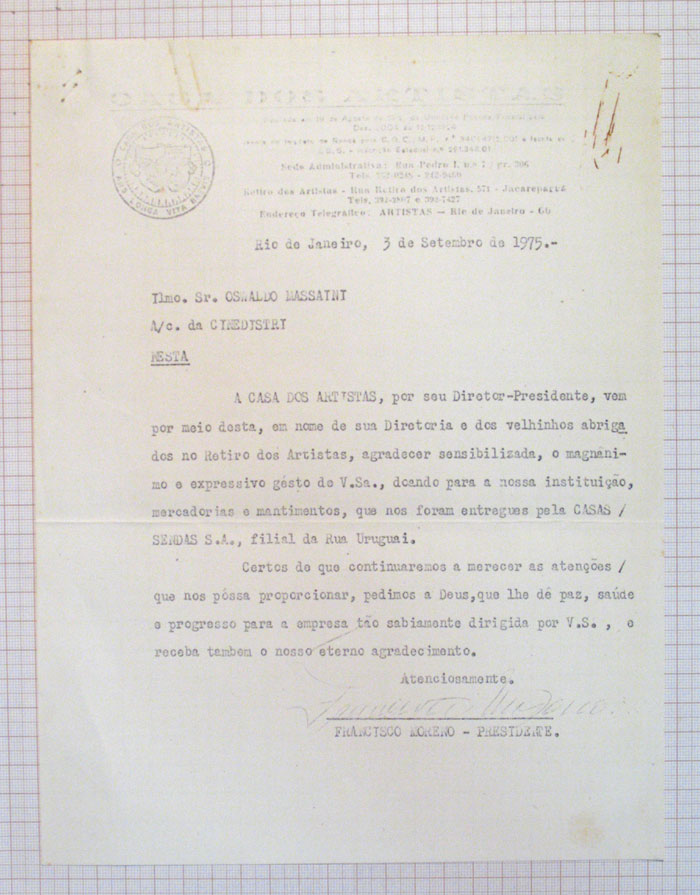 Sede Administrativa: Rua Pedro I, gr. 206
Tels.
Retiro dos Artistas - Rua Retiro dos Artistas, 571 - Jacarepaguá
Tels. e 392-7427
Endereço Telegráfico: ARTISTAS — Rio de Janeiro - Gb
Rio de Janeiro, 3 de Setembro de 1975.-
Ilmo. Sr. OSWALDO MASSAINI
A/c. da CINEDISTRI
NESTA
A CASA DOS ARTISTAS, por seu Diretor-Presidente, vem
por meio desta, em nome de sua Diretoria e dos velhinhos abriga
dos no Retiro dos Artistas, agradecer sensibilizada, o magnâni-
mo e expressivo gésto de V.Sa., doando para a nossa instituição,
mercadorias e mantimentos, que nos foram entregues pela CASAS /
SENDAS S.A., filial da Rua Uruguai.
Certos de que continuaremos a merecer as atenções /
que nos póssa proporcionar, pedimos a Deus,que lhe dê paz, saúde
e progresso para a empresa tão sabiamente dirigida por V.S. , e
receba tambem o nosso eterno agradecimento.
Atenciosamente.
FRANCISCO MORENO - PRESIDENTE.